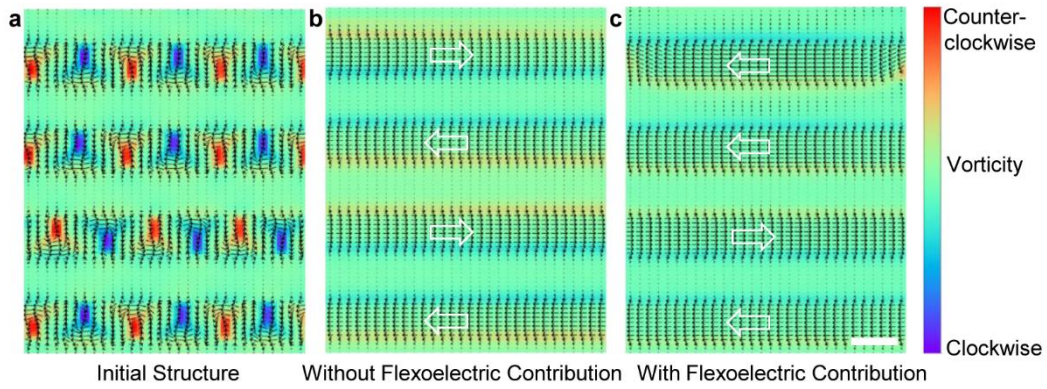 a
b
c
Counter-
clockwise
Vorticity
Clockwise
Initial Structure
Without Flexoelectric Contribution
With Flexoelectric Contribution